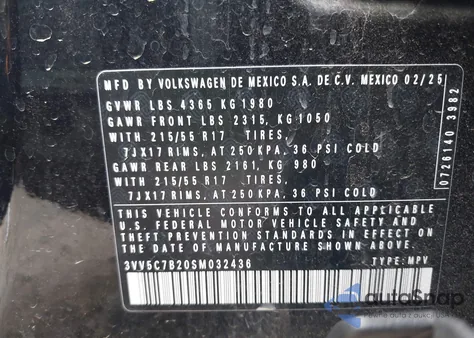 MFD BY VOLKSWAGEN DE MEXICO S.A. DE C.V. MEXICO 02/25
GVWR LBS 4365 KG 1980
GAWR FRONT LBS 2315, KG 1050
WITH 215/55 R17 TIRES,
7JX17 RIMS, AT 250 KPA, 36 PSI COLD
GAWR REAR LBS 2161, KG 980
WITH 215/55 R17 TIRES,
7JX17 RIMS, AT 250 KPA, 36 PSI COLD
THIS VEHICLE CONFORMS TO ALL APPLICABLE
U.S. FEDERAL MOTOR VEHICLE SAFETY AND
THEFT PREVENTION STANDARDS IN EFFECT ON
THE DATE OF MANUFACTURE SHOWN ABOVE.
3VV5C7B20SM032436 TYPE: MPV
0726140 3982
autoSnap